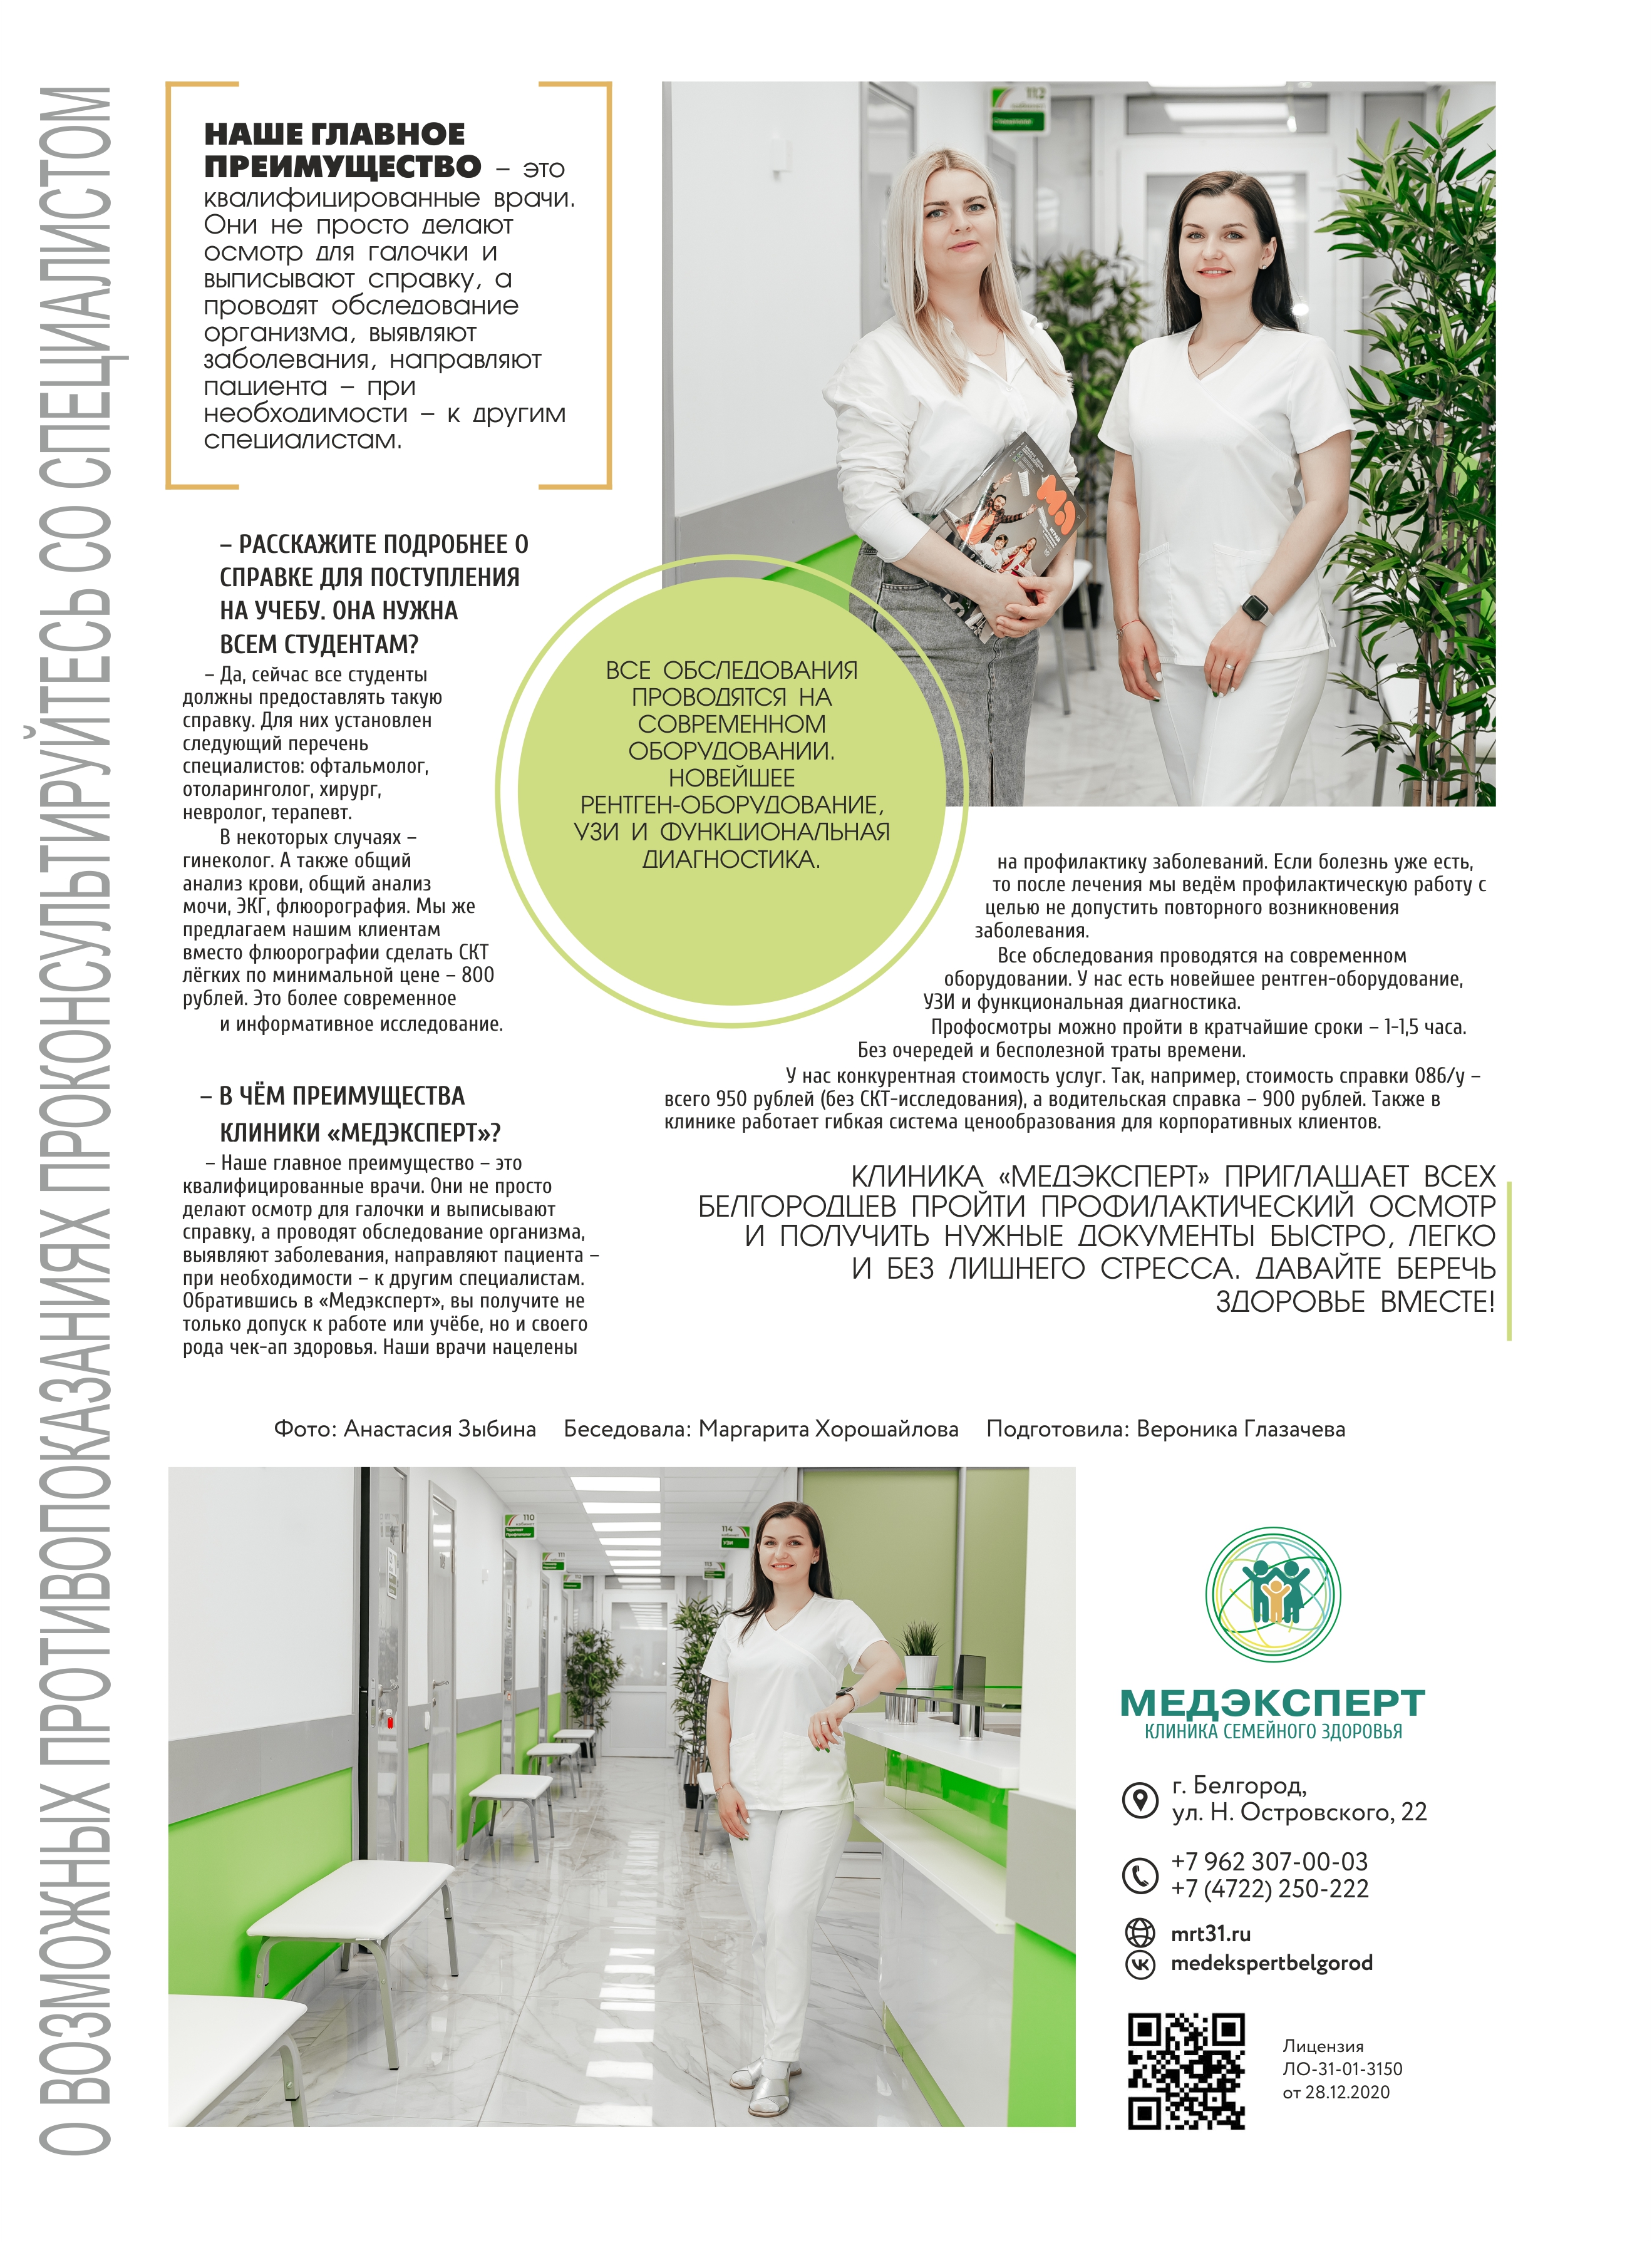 О ВОЗМОЖНЫХ ПРОТИВОПОКАЗАНИЯХ ПРОКОНСУЛЬТИРУЙТЕСЬ СО СПЕЦИАЛИСТОМ
НАШЕ ГЛАВНОЕ
ПРЕИМУЩЕСТВО – это
квалифицированные врачи.
Они не просто делают
осмотр для галочки и
выписывают справку, а
проводят обследование
организма, выявляют
заболевания, направляют
пациента – при
необходимости – к другим
специалистам.
112
– РАССКАЖИТЕ ПОДРОБНЕЕ О
СПРАВКЕ ДЛЯ ПОСТУПЛЕНИЯ
НА УЧЕБУ. ОНА НУЖНА
ВСЕМ СТУДЕНТАМ?
– Да, сейчас все студенты
должны предоставлять такую
справку. Для них установлен
следующий перечень
специалистов: офтальмолог,
отоларинголог, хирург,
невролог, терапевт.
В некоторых случаях –
гинеколог. А также общий
анализ крови, общий анализ
мочи, ЭКГ, флюорография. Мы же
предлагаем нашим клиентам
вместо флюорографии сделать СКТ
лёгких по минимальной цене – 800
рублей. Это более современное
и информативное исследование.
ВСЕ ОБСЛЕДОВАНИЯ
ПРОВОДЯТСЯ НА
СОВРЕМЕННОМ
ОБОРУДОВАНИИ.
НОВЕЙШЕЕ
РЕНТГЕН-ОБОРУДОВАНИЕ,
УЗИ И ФУНКЦИОНАЛЬНАЯ
ДИАГНОСТИКА.
– В ЧЁМ ПРЕИМУЩЕСТВА
КЛИНИКИ «МЕДЭКСПЕРТ»?
– Наше главное преимущество – это
квалифицированные врачи. Они не просто
делают осмотр для галочки и выписывают
справку, а проводят обследование организма,
выявляют заболевания, направляют пациента –
при необходимости – к другим специалистам.
Обратившись в «Медэксперт», вы получите не
только допуск к работе или учёбе, но и своего
рода чек-ап здоровья. Наши врачи нацелены
на профилактику заболеваний. Если болезнь уже есть,
то после лечения мы ведём профилактическую работу с
целью не допустить повторного возникновения
заболевания.
Все обследования проводятся на современном
оборудовании. У нас есть новейшее рентген-оборудование,
УЗИ и функциональная диагностика.
Профосмотры можно пройти в кратчайшие сроки – 1-1,5 часа.
Без очередей и бесполезной траты времени.
У нас конкурентная стоимость услуг. Так, например, стоимость справки 086/у –
всего 950 рублей (без СКТ-исследования), а водительская справка – 900 рублей. Также в
клинике работает гибкая система ценообразования для корпоративных клиентов.
КЛИНИКА «МЕДЭКСПЕРТ» ПРИГЛАШАЕТ ВСЕХ
БЕЛГОРОДЦЕВ ПРОЙТИ ПРОФИЛАКТИЧЕСКИЙ ОСМОТР
И ПОЛУЧИТЬ НУЖНЫЕ ДОКУМЕНТЫ БЫСТРО, ЛЕГКО
И БЕЗ ЛИШНЕГО СТРЕССА. ДАВАЙТЕ БЕРЕЧЬ
ЗДОРОВЬЕ ВМЕСТЕ!
Фото: Анастасия Зыбина Беседовала: Маргарита Хорошайлова Подготовила: Вероника Глазачева
110
111
112
114
УЗИ
113
МЕДЭКСПЕРТ
КЛИНИКА СЕМЕЙНОГО ЗДОРОВЬЯ
г. Белгород,
ул. Н. Островского, 22
+7 962 307-00-03
+7 (4722) 250-222
mrt31.ru
medekspertbelgorod
Лицензия
ЛО-31-01-3150
от 28.12.2020